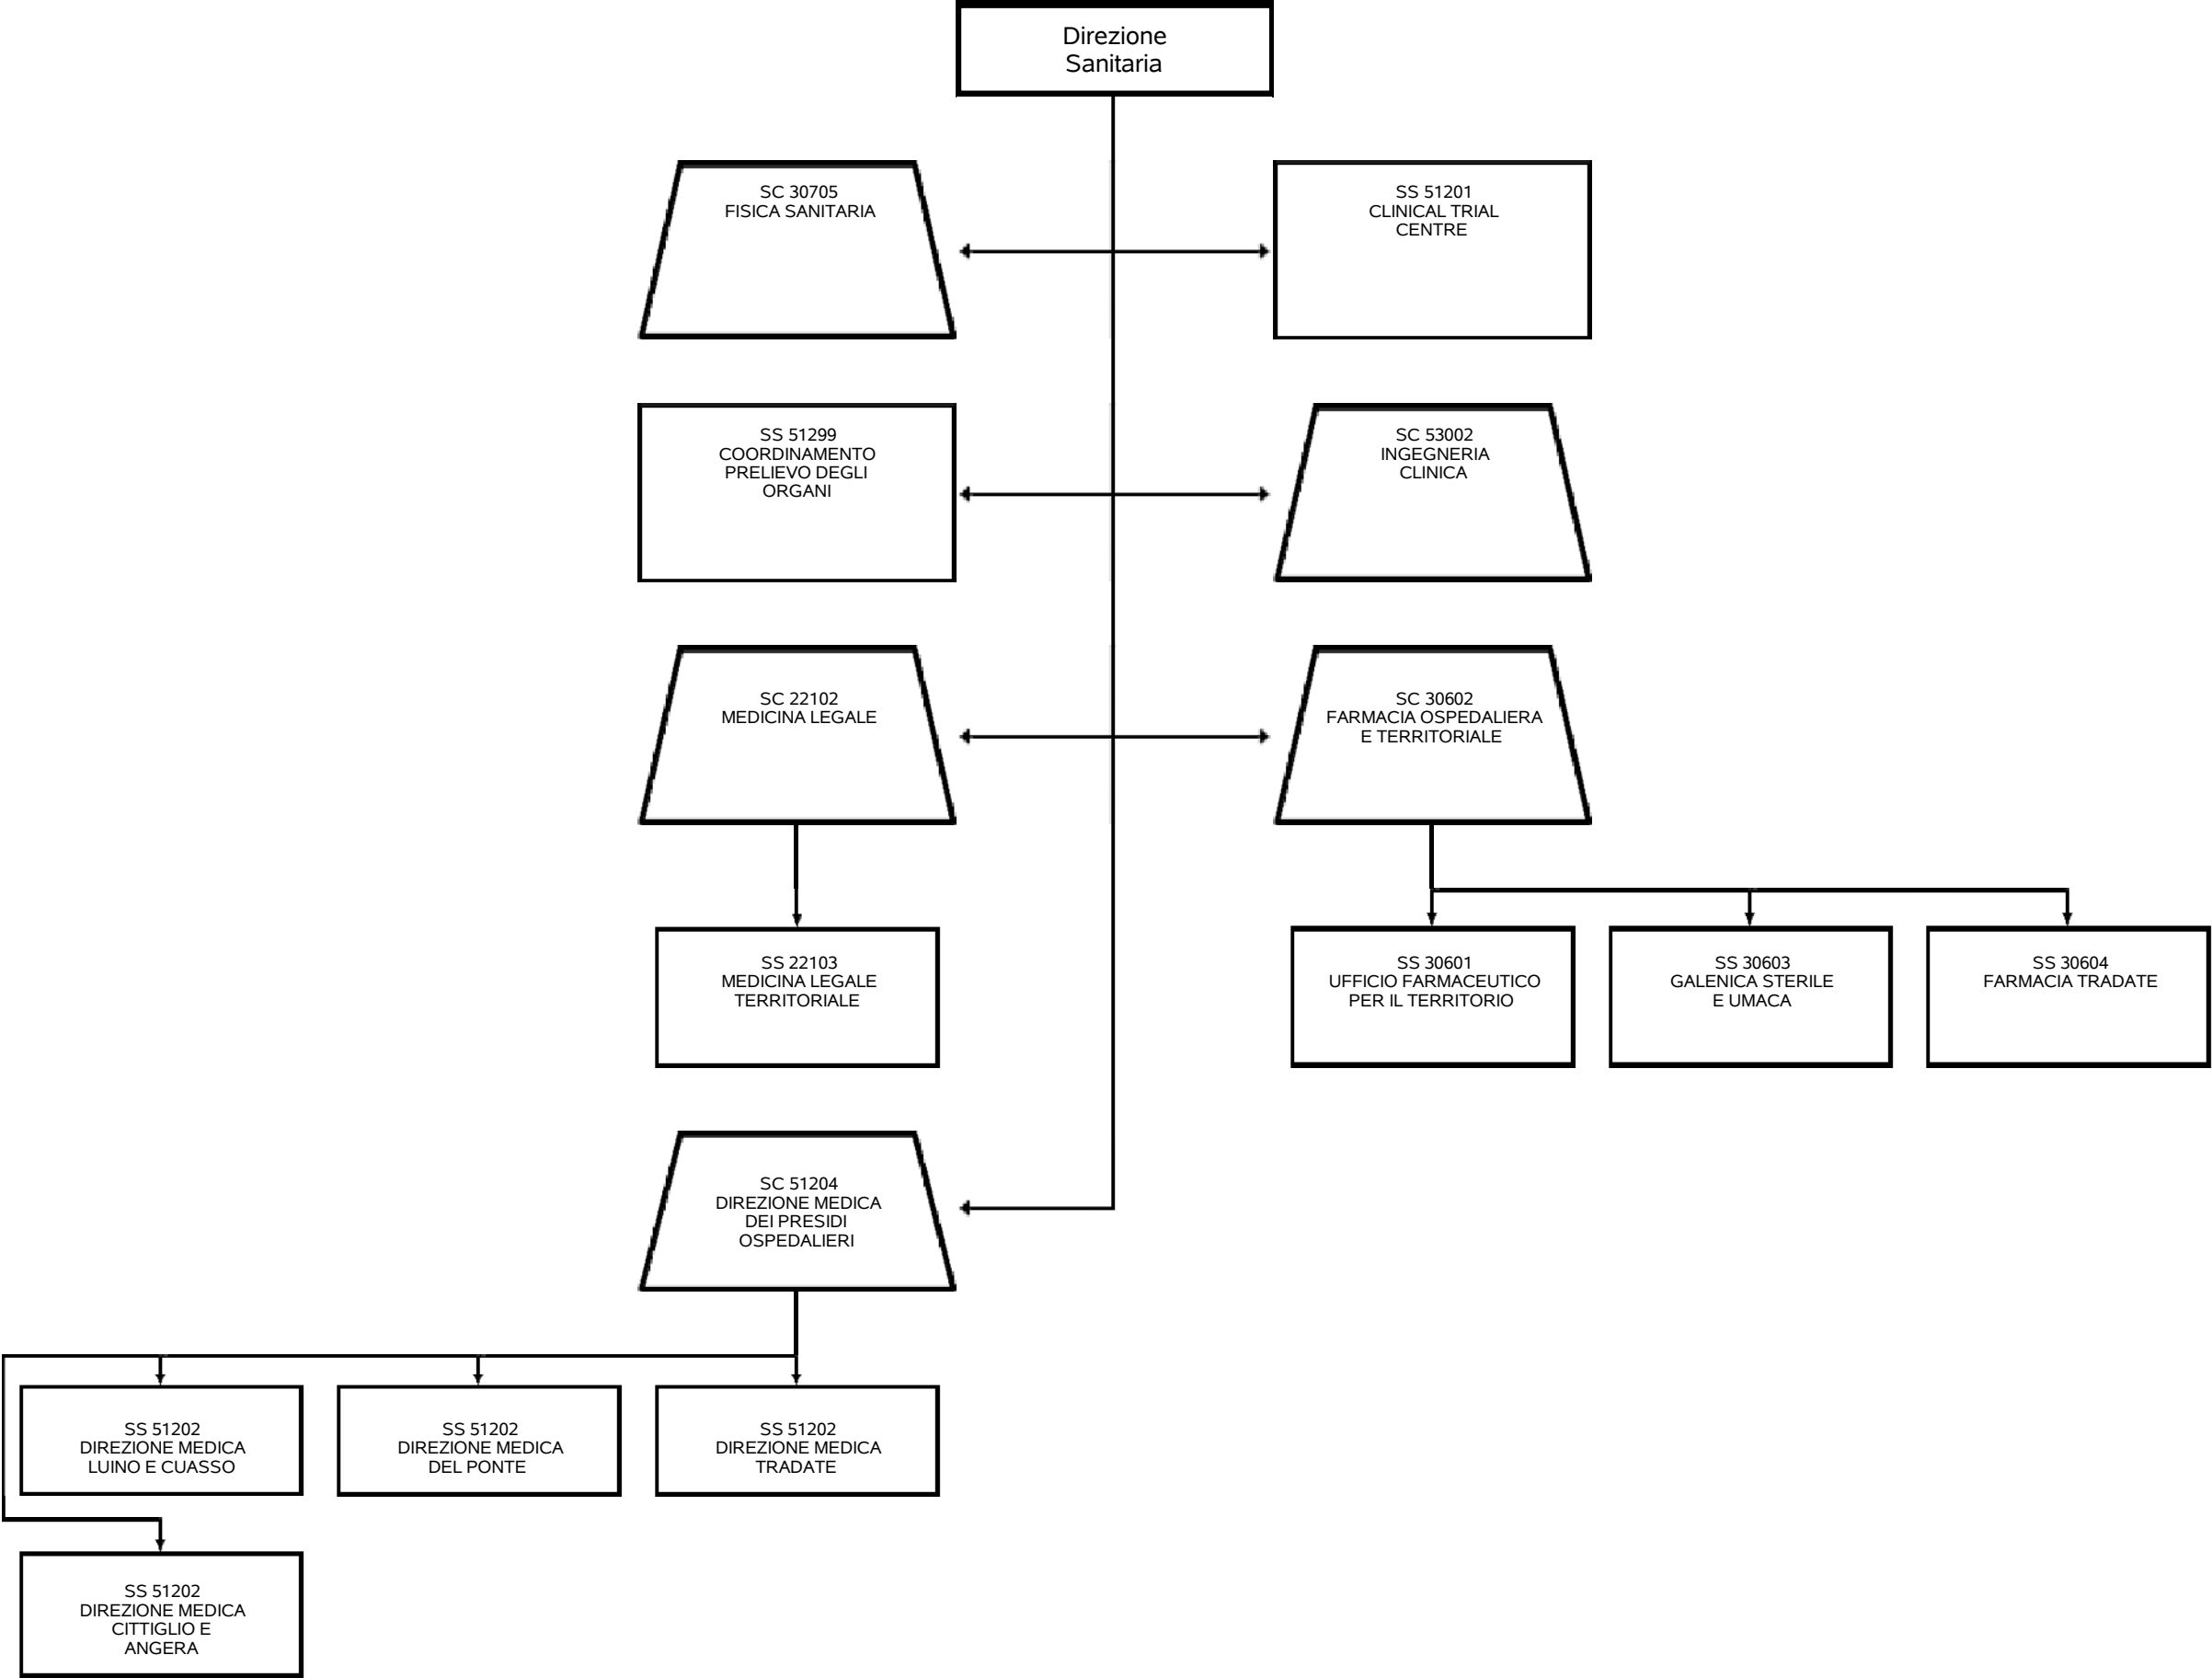 Direzione
Sanitaria
SC 30705
FISICA SANITARIA
SS 51201
CLINICAL TRIAL
CENTRE
SS 51299
COORDINAMENTO
PRELIEVO DEGLI
ORGANI
SC 53002
INGEGNERIA
CLINICA
SC 22102
MEDICINA LEGALE
SC 30602
FARMACIA OSPEDALIERA
E TERRITORIALE
SS 22103
MEDICINA LEGALE
TERRITORIALE
SS 30601
UFFICIO FARMACEUTICO
PER IL TERRITORIO
SS 30603
GALENICA STERILE
E UMACA
SS 30604
FARMACIA TRADATE
SC 51204
DIREZIONE MEDICA
DEI PRESIDI
OSPEDALIERI
SS 51202
DIREZIONE MEDICA
LUINO E CUASSO
SS 51202
DIREZIONE MEDICA
DEL PONTE
SS 51202
DIREZIONE MEDICA
TRADATE
SS 51202
DIREZIONE MEDICA
CITTIGLIO E
ANGERA